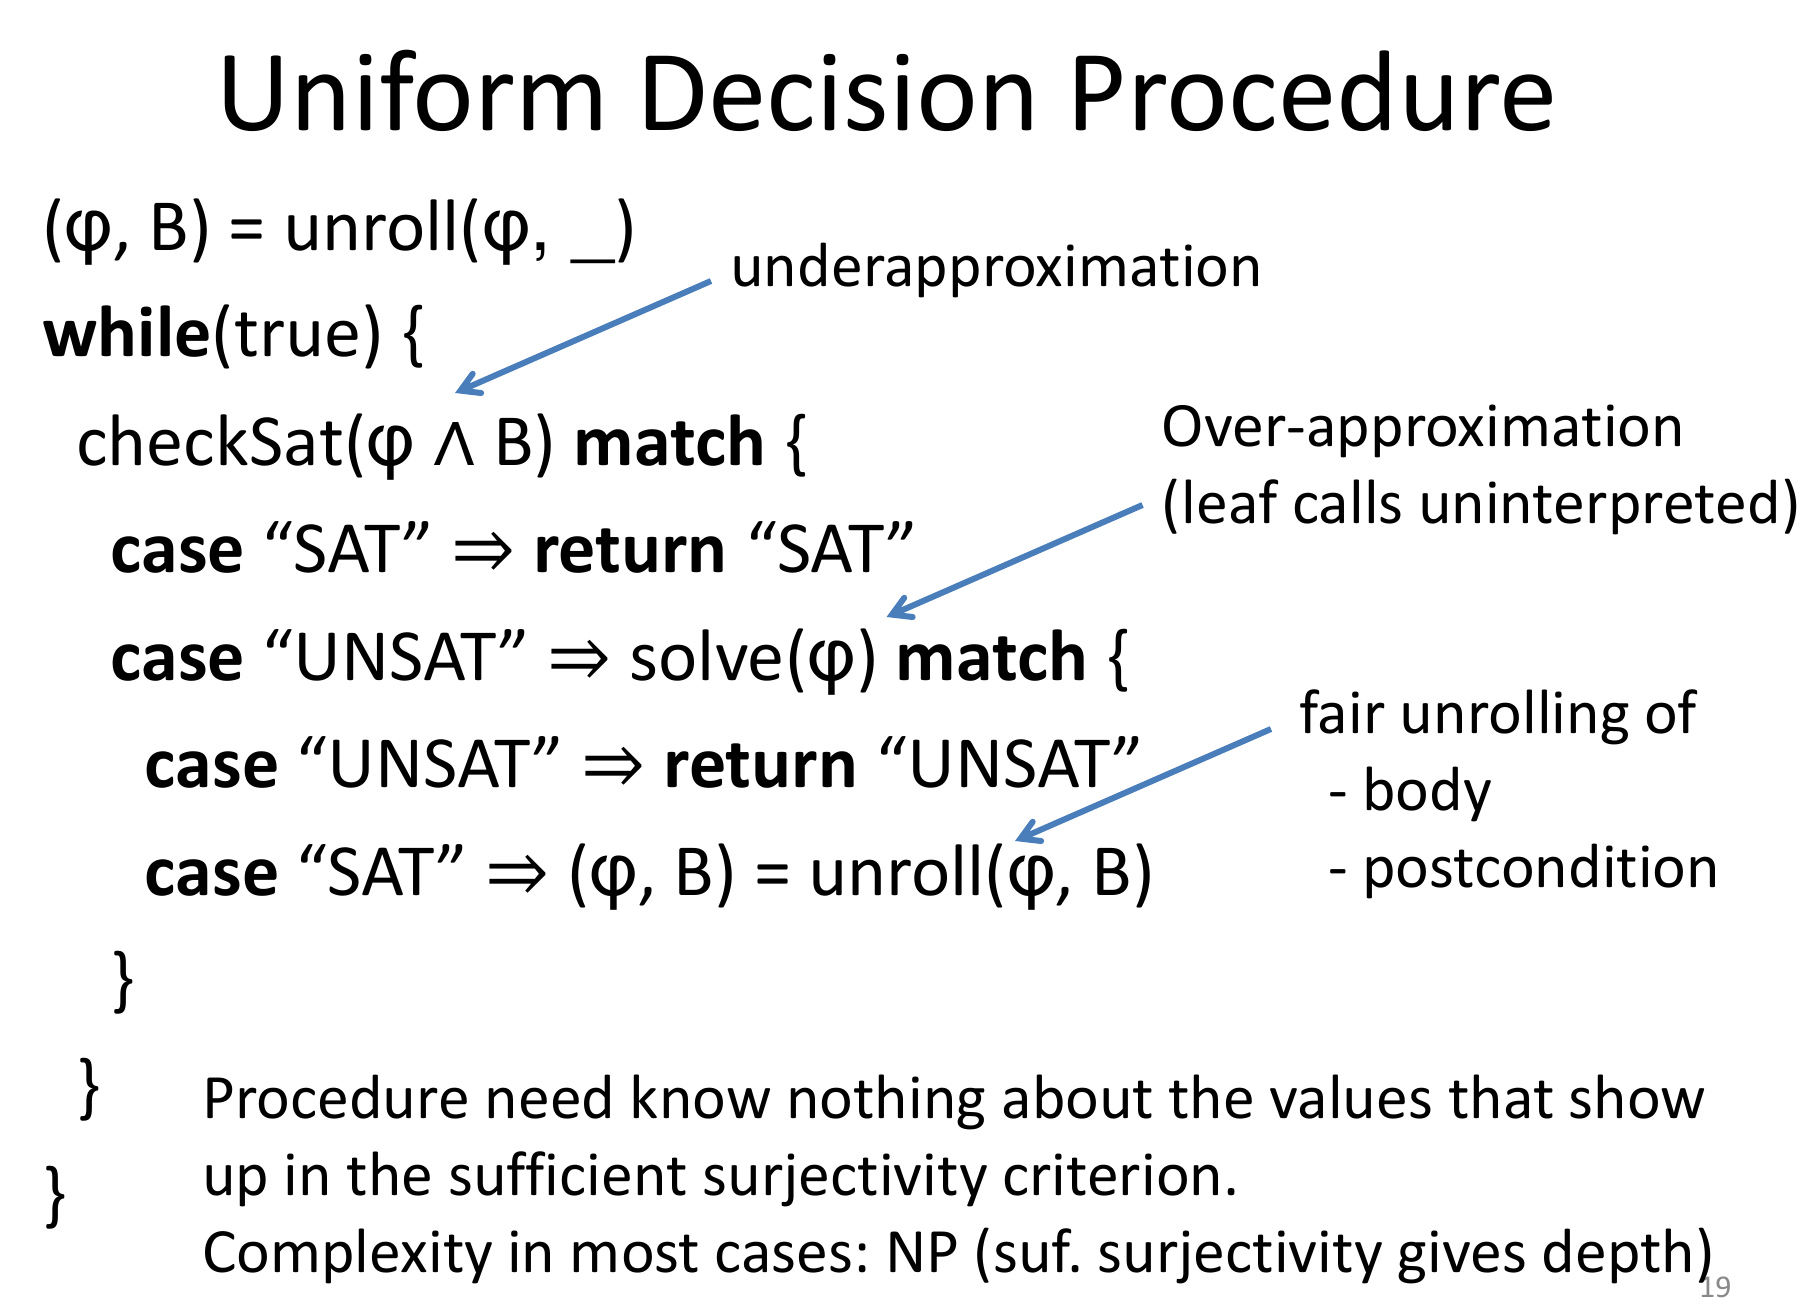 Uniform Decision Procedure
(φ, B) = unroll(φ, _)
underapproximation
while(true) {
checkSat(φ ∧ B) match {
Over-approximation
(leaf calls uninterpreted)
case “SAT” ⇒ return “SAT”
case “UNSAT” ⇒ solve(φ) match {
fair unrolling of
- body
- postcondition
case “UNSAT” ⇒ return “UNSAT”
case “SAT” ⇒ (φ, B) = unroll(φ, B)
}
}
}
Procedure need know nothing about the values that show
up in the sufficient surjectivity criterion.
Complexity in most cases: NP (suf. surjectivity gives depth)
19